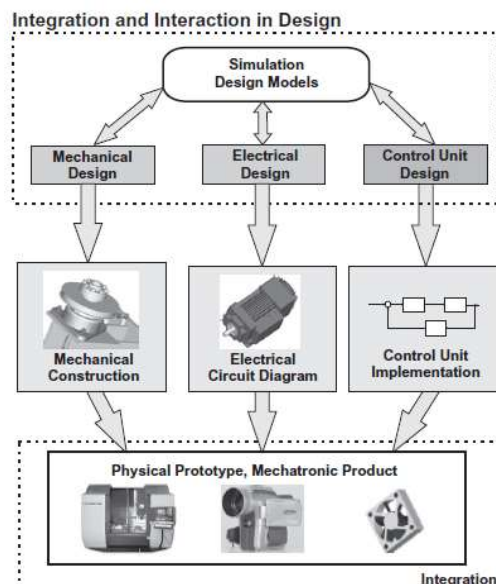 Integration and Interaction in Design
Simulation
Design Models
Mechanical
Design
Electrical
Design
Control Unit
Design
Mechanical
Construction
Electrical
Circuit Diagram
Control Unit
Implementation
Physical Prototype, Mechatronic Product
Integration